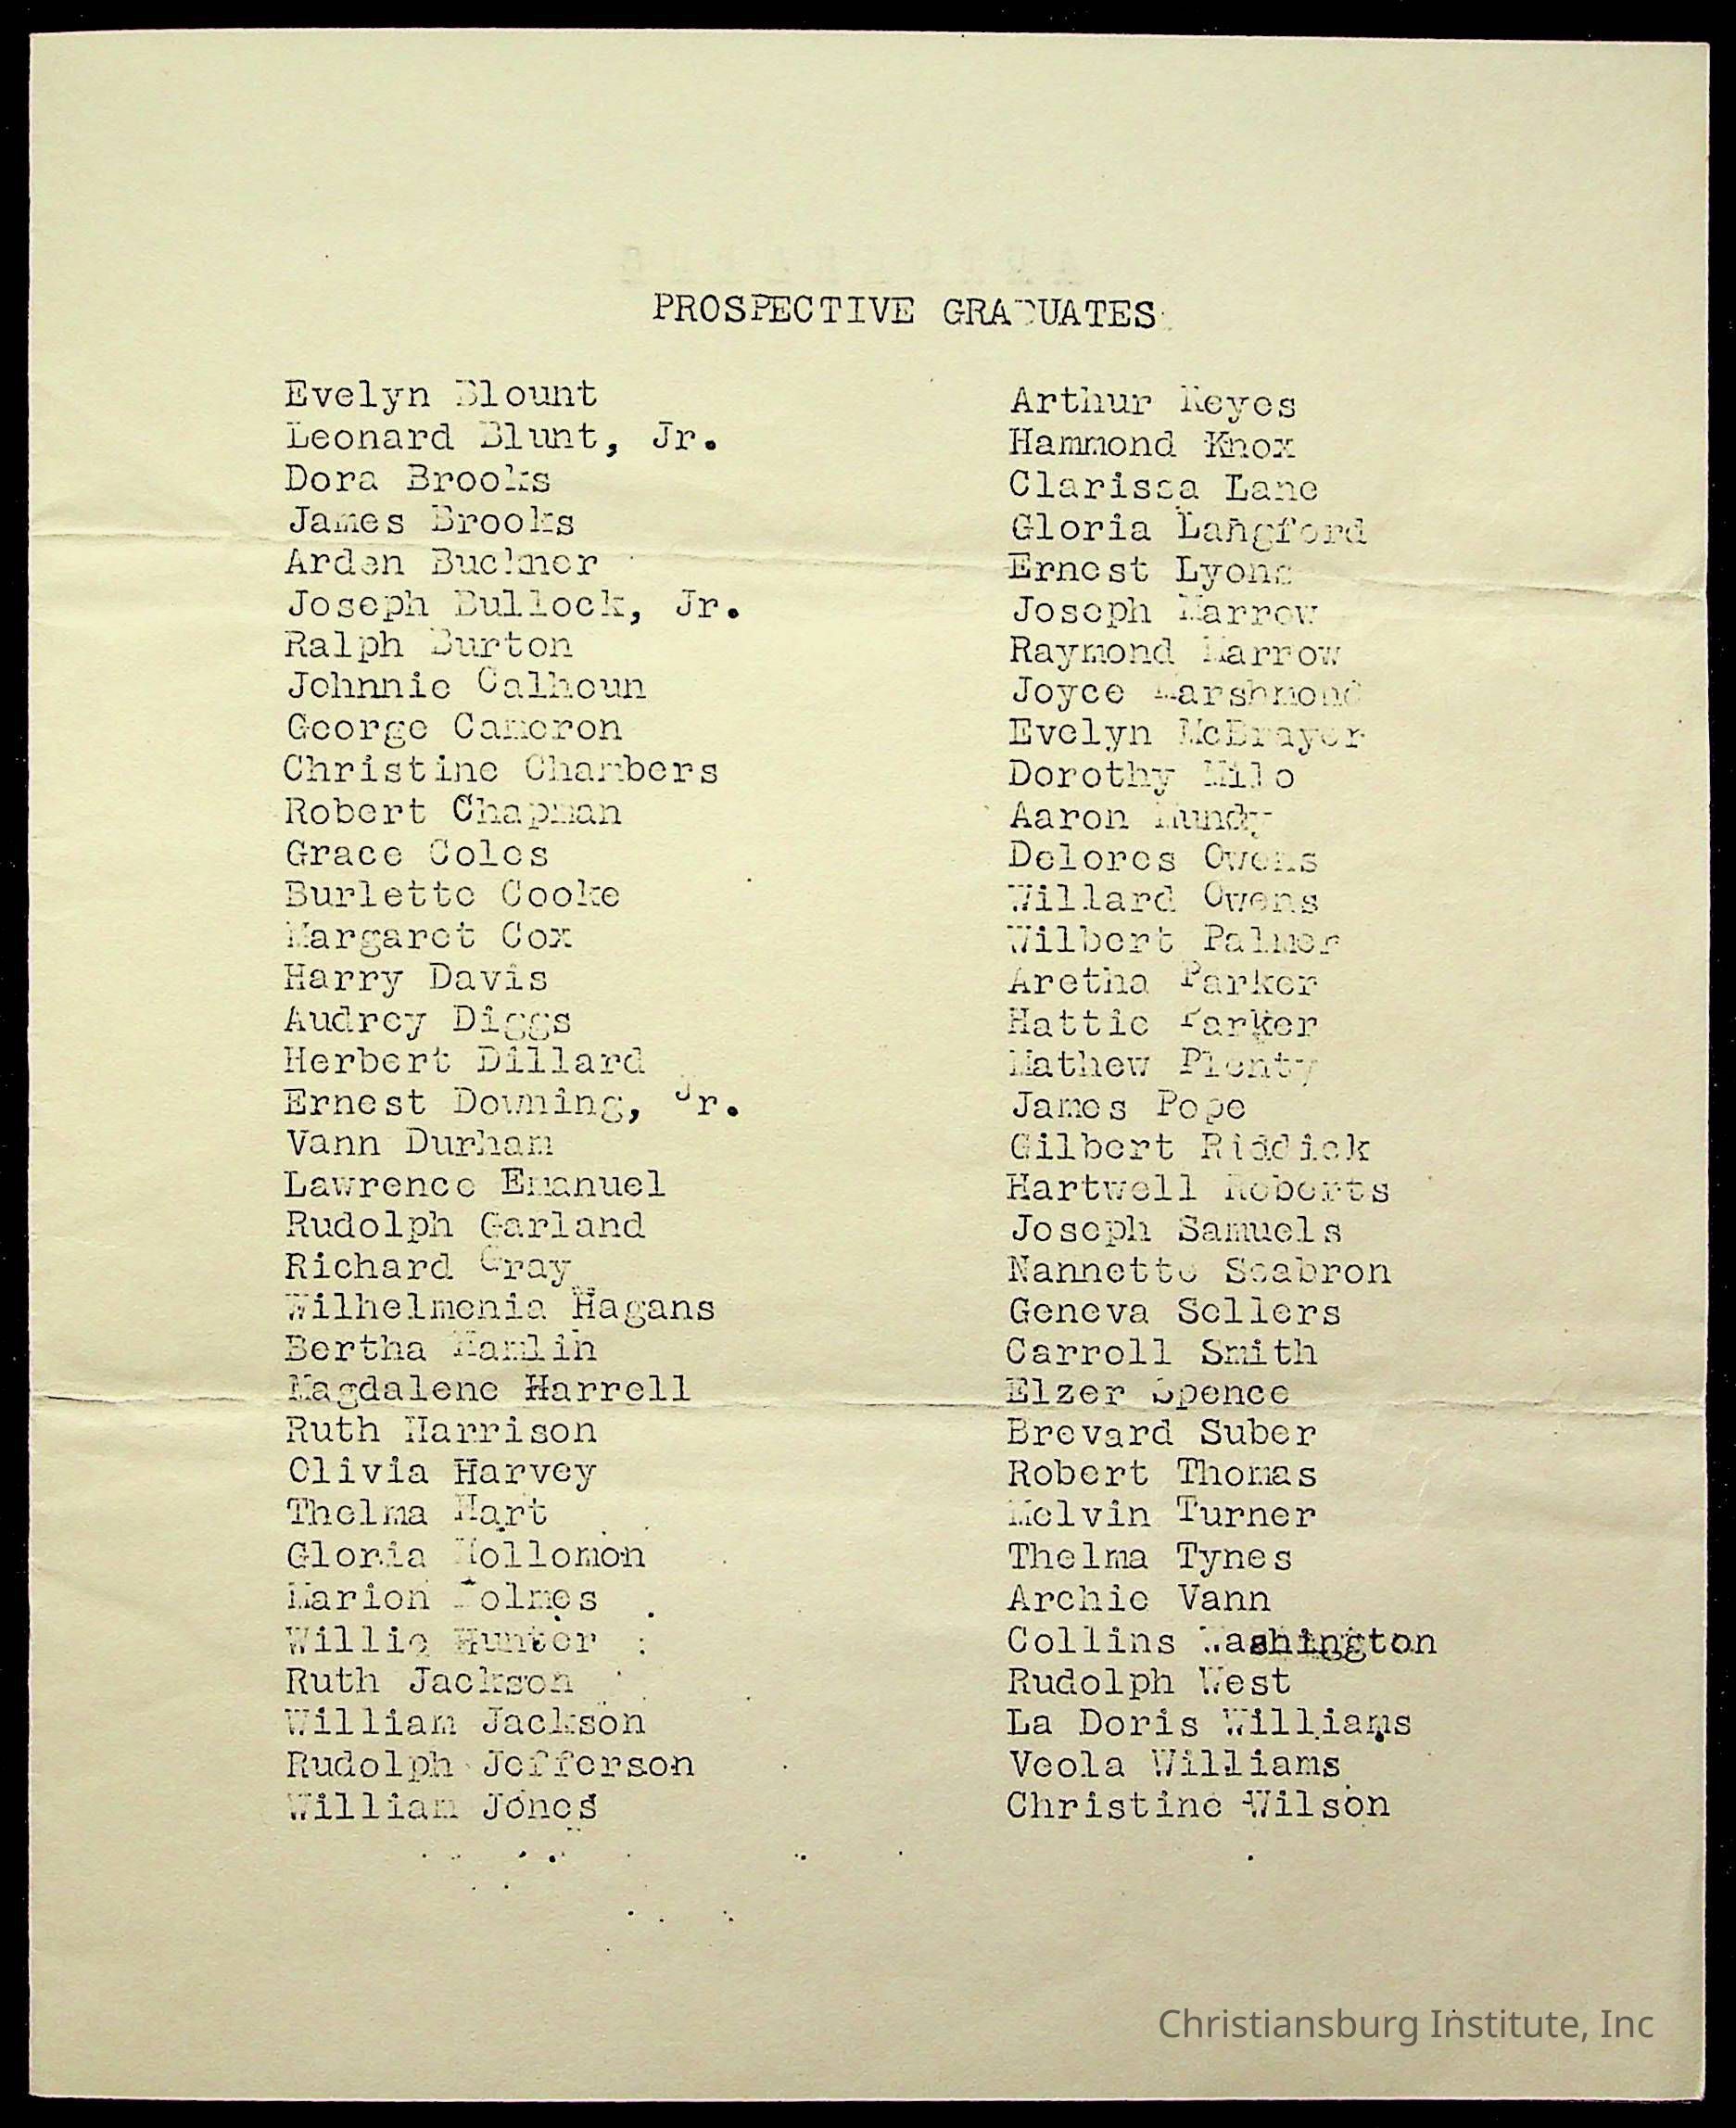 PROSPECTIVE GRADUATES
Evelyn Blount
Leonard Blunt, Jr.
Dora Brooks
James Brooks
Arden Buckner
Joseph Bullock, Jr.
Ralph Burton
Johnnie Calhoun
George Cameron
Christine Chambers
Robert Chapman
Grace Coles
Burlette Cooke
Margaret Cox
Harry Davis
Audrey Diggs
Herbert Dillard
Ernest Downing, Jr.
Vann Durham
Lawrence Emanuel
Rudolph Garland
Richard Gray
Wilhelmenia Hagans
Bertha Hamlin
Magdalene Harrell
Ruth Harrison
Olivia Harvey
Thelma Hart
Gloria Hollomon
Marion Holmes
Willie Hunter
Ruth Jackson
William Jackson
Rudolph Jefferson
William Jones
Arthur Keyes
Hammond Knox
Clarissa Lane
Gloria Langford
Ernest Lyons
Joseph Marrow
Raymond Marrow
Joyce Marshmond
Evelyn McBrayer
Dorothy Milo
Aaron Mundy
Delores Owens
Willard Owens
Wilbert Palmer
Aretha Parker
Hattie Parker
Mathew Plenty
James Pope
Gilbert Riddick
Hartwell Roberts
Joseph Samuels
Nannette Seabron
Geneva Sellers
Carroll Smith
Elzer Spence
Brevard Suber
Robert Thomas
Melvin Turner
Thelma Tynes
Archie Vann
Collins Washington
Rudolph West
La Doris Williams
Veola Williams
Christine Wilson
Christiansburg Institute, Inc